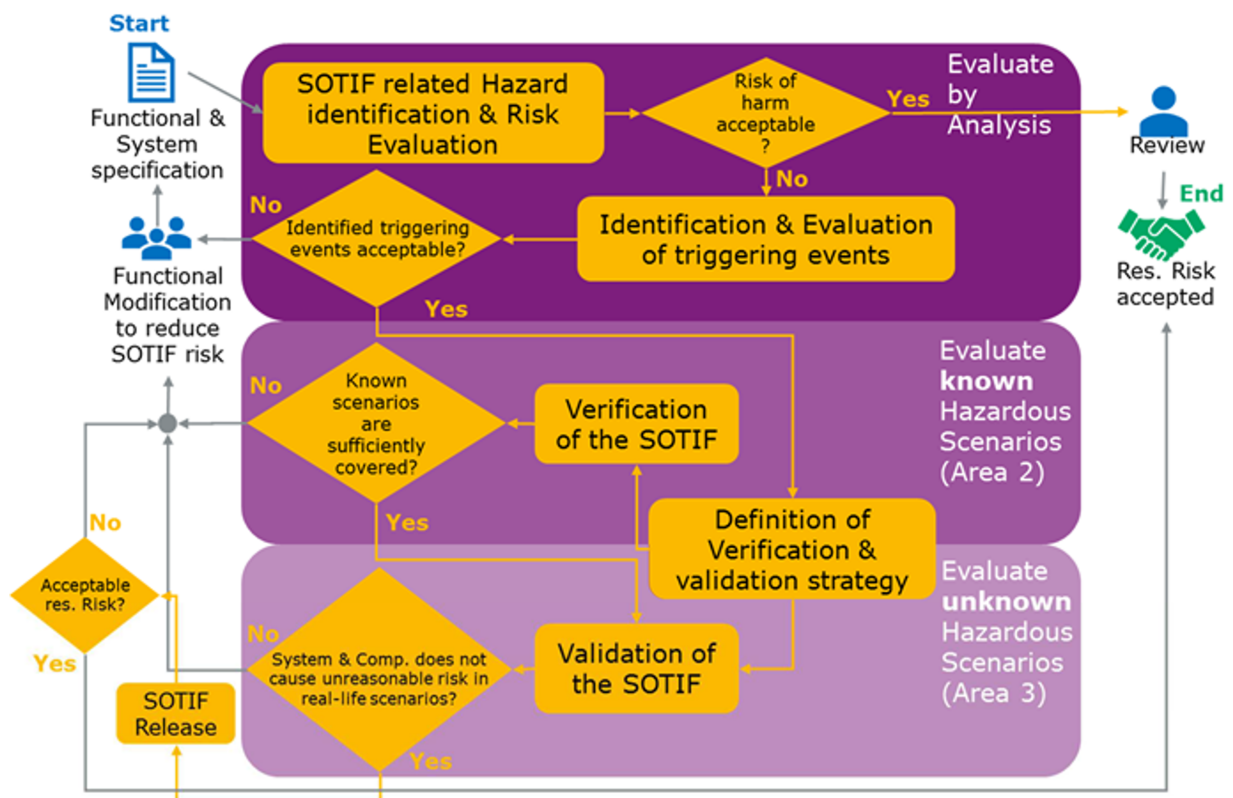 Start
Functional &
System
specification
SOTIF related Hazard
identification & Risk
Evaluation
Risk of
harm
acceptable
?
Yes
Evaluate
by
Analysis
Review
End
Res. Risk
accepted
No
Identification & Evaluation
of triggering events
No
Identified triggering
events acceptable?
Yes
Functional
Modification
to reduce
SOTIF risk
Evaluate
known
Hazardous
Scenarios
(Area 2)
No
Known
scenarios
are
sufficiently
covered?
Yes
Verification
of the SOTIF
Definition of
Verification &
validation strategy
Evaluate
unknown
Hazardous
Scenarios
(Area 3)
No
Acceptable
res. Risk?
Yes
SOTIF
Release
No
System & Comp. does not
cause unreasonable risk in
real-life scenarios?
Yes
Validation of
the SOTIF